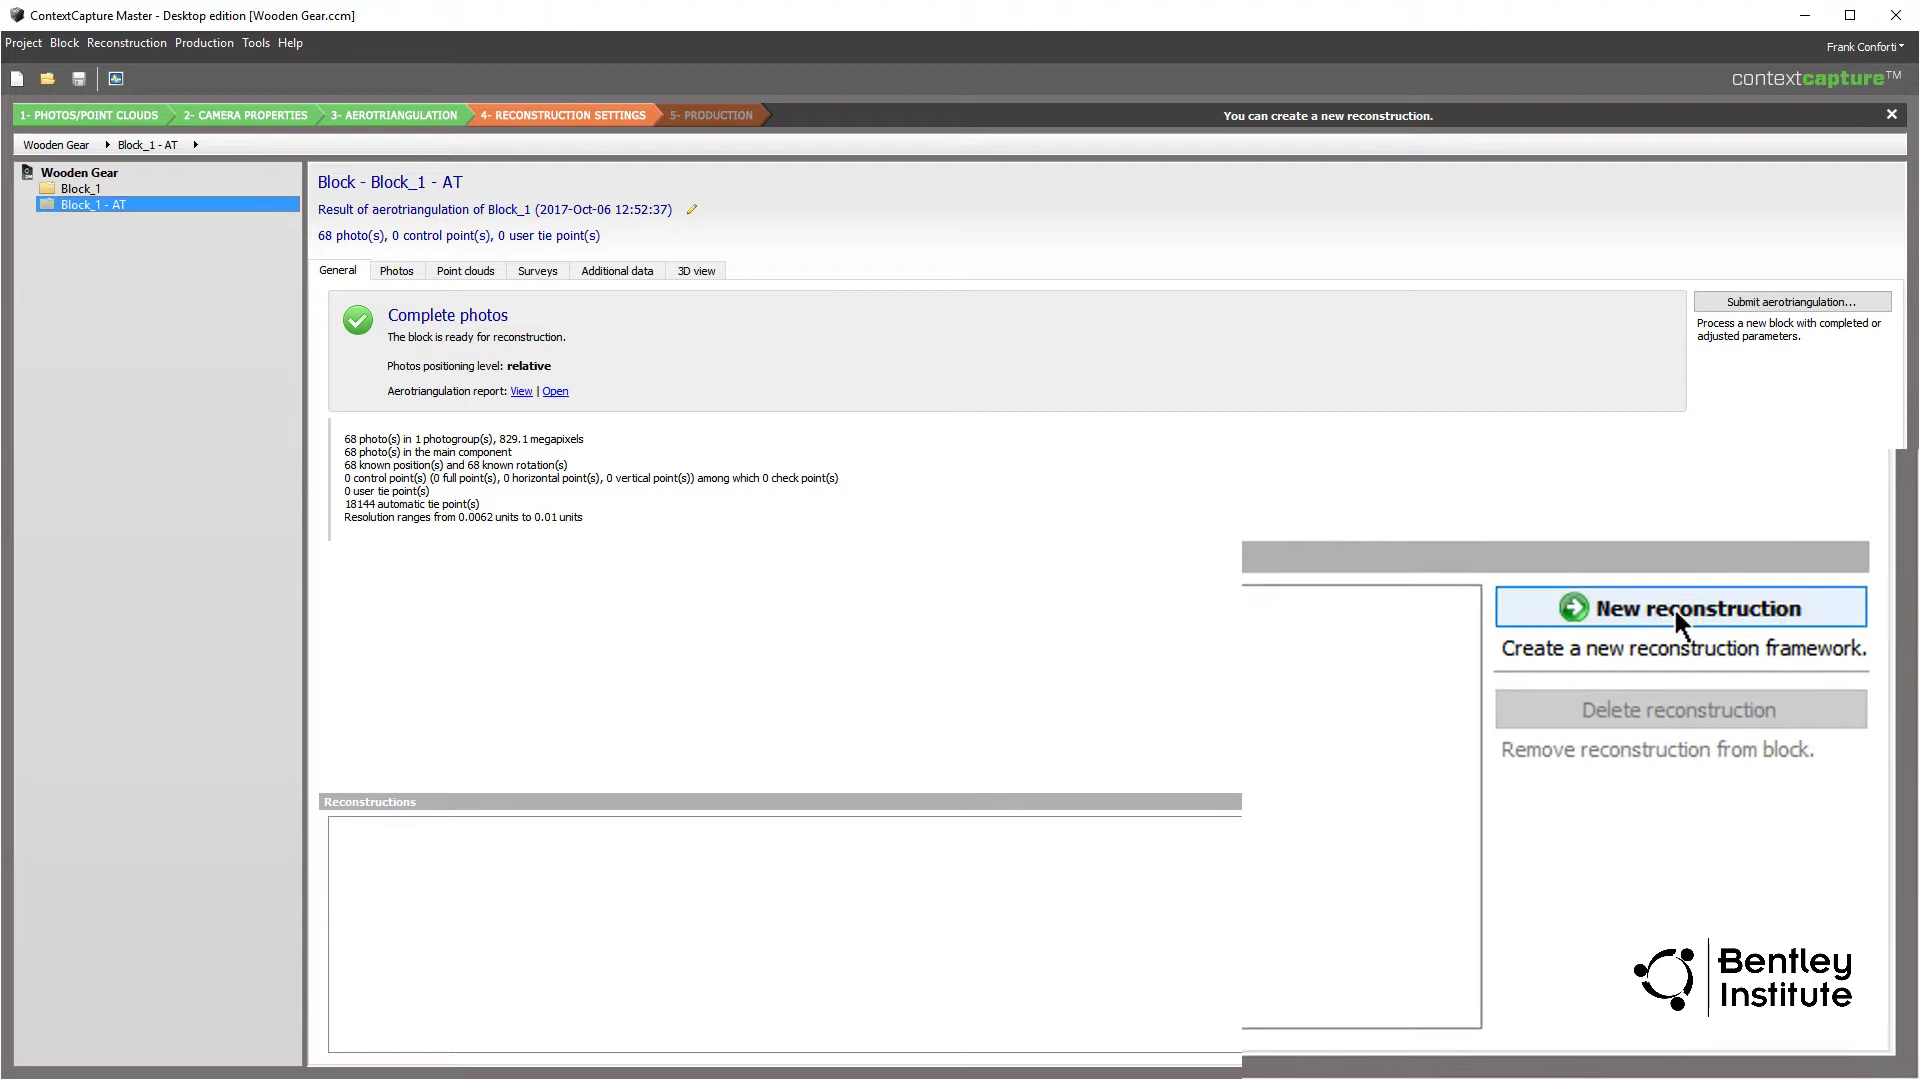 ContextCapture Master - Desktop edition [Wooden Gear.ccm]
Project Block Reconstruction Production Tools Help
Frank Conforti
contextcapture™
1- PHOTOS/POINT CLOUDS 2- CAMERA PROPERTIES 3- AEROTRIANGULATION 4- RECONSTRUCTION SETTINGS 5- PRODUCTION
You can create a new reconstruction.
Wooden Gear Block_1 - AT
Wooden Gear
Block_1
Block_1 - AT
Block - Block_1 - AT
Result of aerotriangulation of Block_1 (2017-Oct-06 12:52:37)
68 photo(s), 0 control point(s), 0 user tie point(s)
General Photos Point clouds Surveys Additional data 3D view
Complete photos
The block is ready for reconstruction.
Photos positioning level: relative
Aerotriangulation report: View | Open
Submit aerotriangulation...
Process a new block with completed or
adjusted parameters.
68 photo(s) in 1 photogroup(s), 829.1 megapixels
68 photo(s) in the main component
68 known position(s) and 68 known rotation(s)
0 control point(s) (0 full point(s), 0 horizontal point(s), 0 vertical point(s)) among which 0 check point(s)
0 user tie point(s)
18144 automatic tie point(s)
Resolution ranges from 0.0062 units to 0.01 units
New reconstruction
Create a new reconstruction framework.
Delete reconstruction
Remove reconstruction from block.
Reconstructions
Bentley
Institute